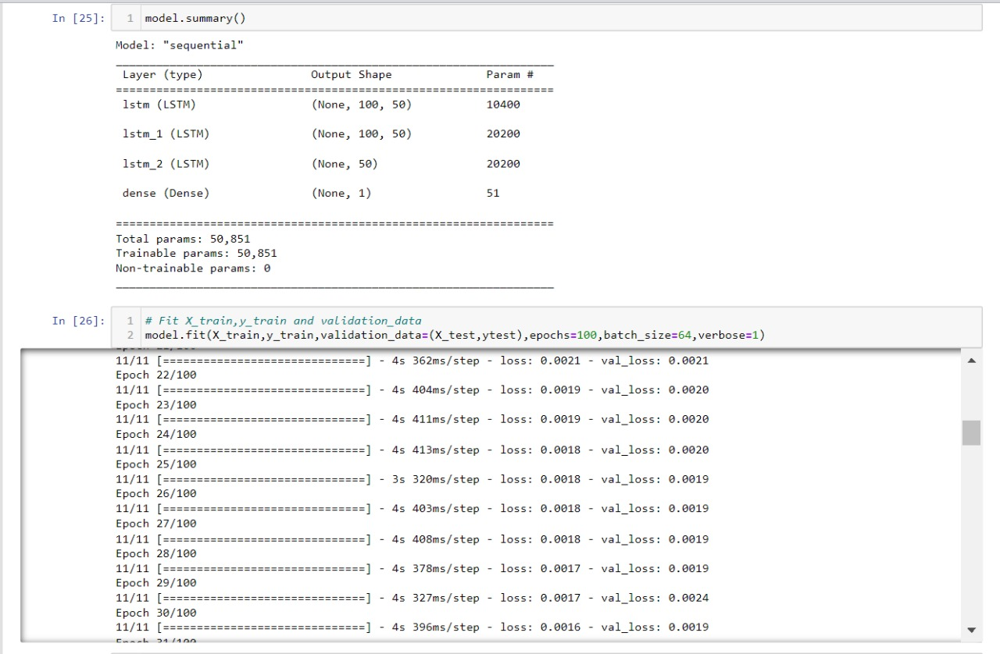 In [25]:
1 model.summary()
Model: "sequential"
_________________________________________________________________
Layer (type) Output Shape Param #
=================================================================
lstm (LSTM) (None, 100, 50) 10400
lstm_1 (LSTM) (None, 100, 50) 20200
lstm_2 (LSTM) (None, 50) 20200
dense (Dense) (None, 1) 51
=================================================================
Total params: 50,851
Trainable params: 50,851
Non-trainable params: 0
_________________________________________________________________
In [26]:
1 # Fit X_train,y_train and validation_data
2 model.fit(X_train,y_train,validation_data=(X_test,ytest),epochs=100,batch_size=64,verbose=1)
11/11 [==============================] - 4s 362ms/step - loss: 0.0021 - val_loss: 0.0021
Epoch 22/100
11/11 [==============================] - 4s 404ms/step - loss: 0.0019 - val_loss: 0.0020
Epoch 23/100
11/11 [==============================] - 4s 411ms/step - loss: 0.0019 - val_loss: 0.0020
Epoch 24/100
11/11 [==============================] - 4s 413ms/step - loss: 0.0018 - val_loss: 0.0020
Epoch 25/100
11/11 [==============================] - 3s 320ms/step - loss: 0.0018 - val_loss: 0.0019
Epoch 26/100
11/11 [==============================] - 4s 403ms/step - loss: 0.0018 - val_loss: 0.0019
Epoch 27/100
11/11 [==============================] - 4s 408ms/step - loss: 0.0018 - val_loss: 0.0019
Epoch 28/100
11/11 [==============================] - 4s 378ms/step - loss: 0.0017 - val_loss: 0.0019
Epoch 29/100
11/11 [==============================] - 4s 327ms/step - loss: 0.0017 - val_loss: 0.0024
Epoch 30/100
11/11 [==============================] - 4s 396ms/step - loss: 0.0016 - val_loss: 0.0019
Epoch 31/100